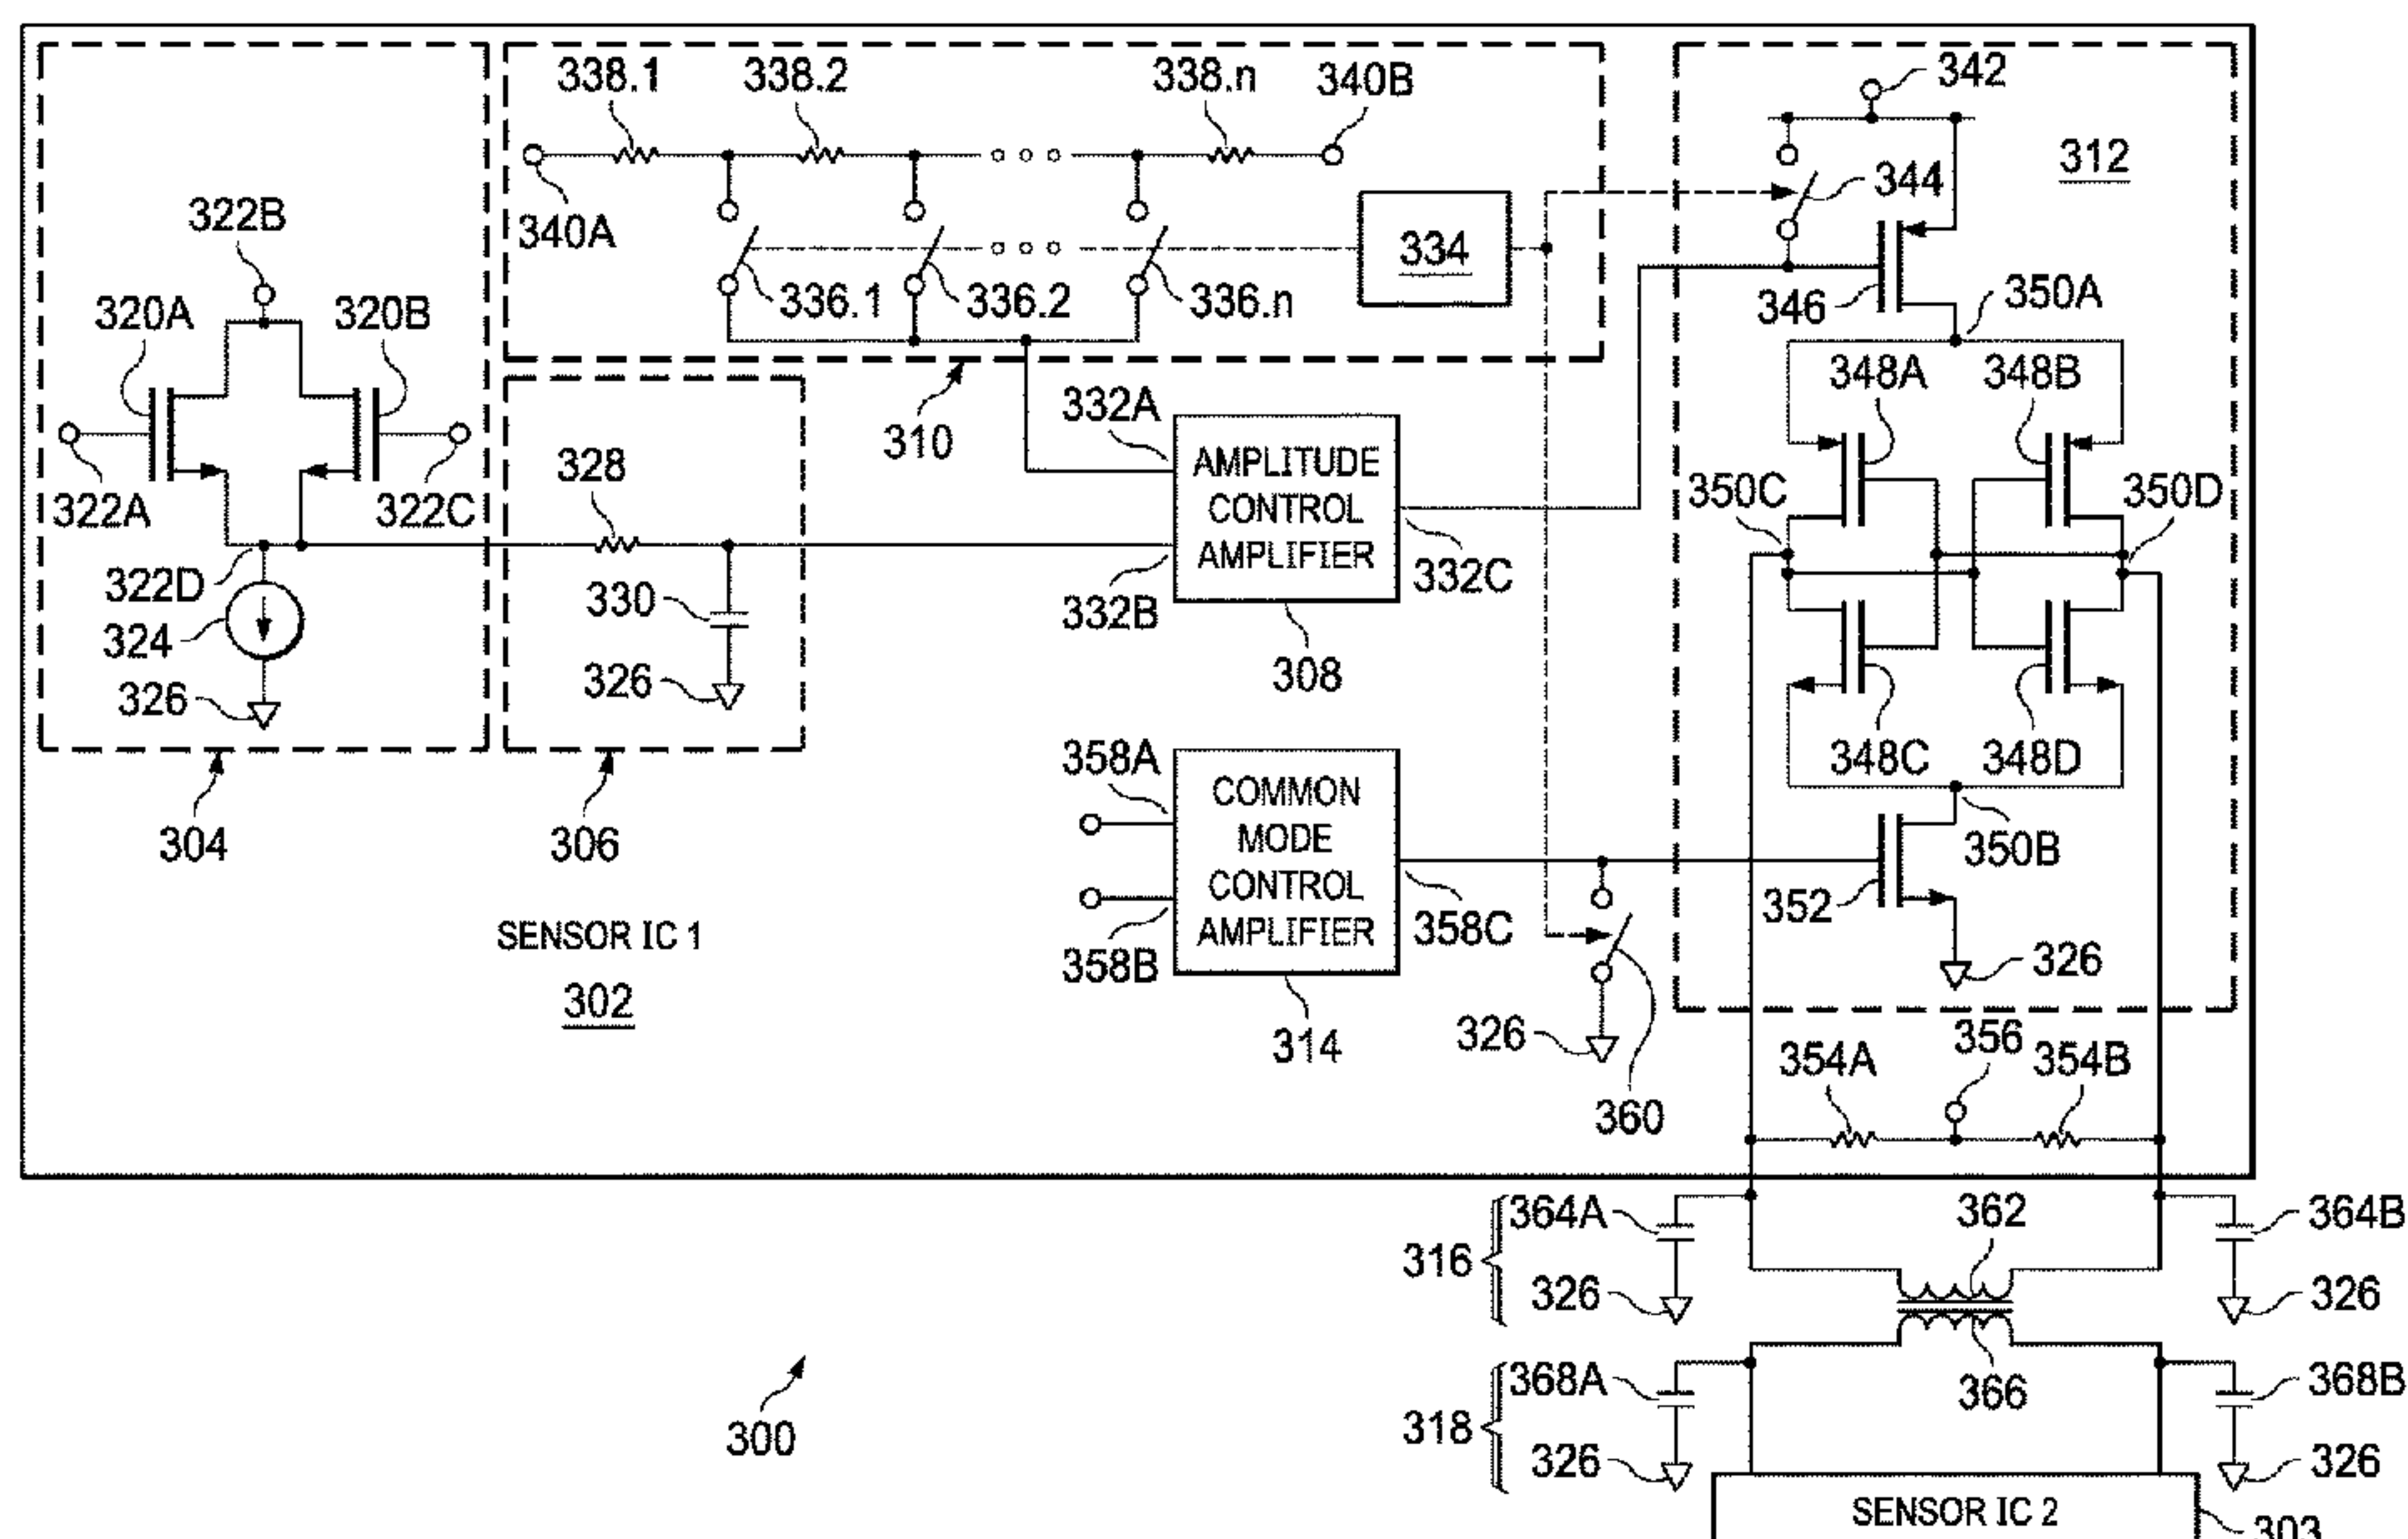 338.1
338.2
338.n
340B
342
340A
344
312
322B
334
320A
320B
336.1
336.2
336.n
346
350A
348A
348B
332A
310
322A
322C
328
AMPLITUDE
CONTROL
AMPLIFIER
350C
350D
322D
330
332B
332C
324
308
326
326
358A
348C
348D
304
306
COMMON
MODE
CONTROL
AMPLIFIER
350B
352
358C
358B
SENSOR IC 1
302
326
314
326
356
354A
354B
360
364A
362
364B
316
326
326
368A
366
368B
300
318
326
326
SENSOR IC 2
303